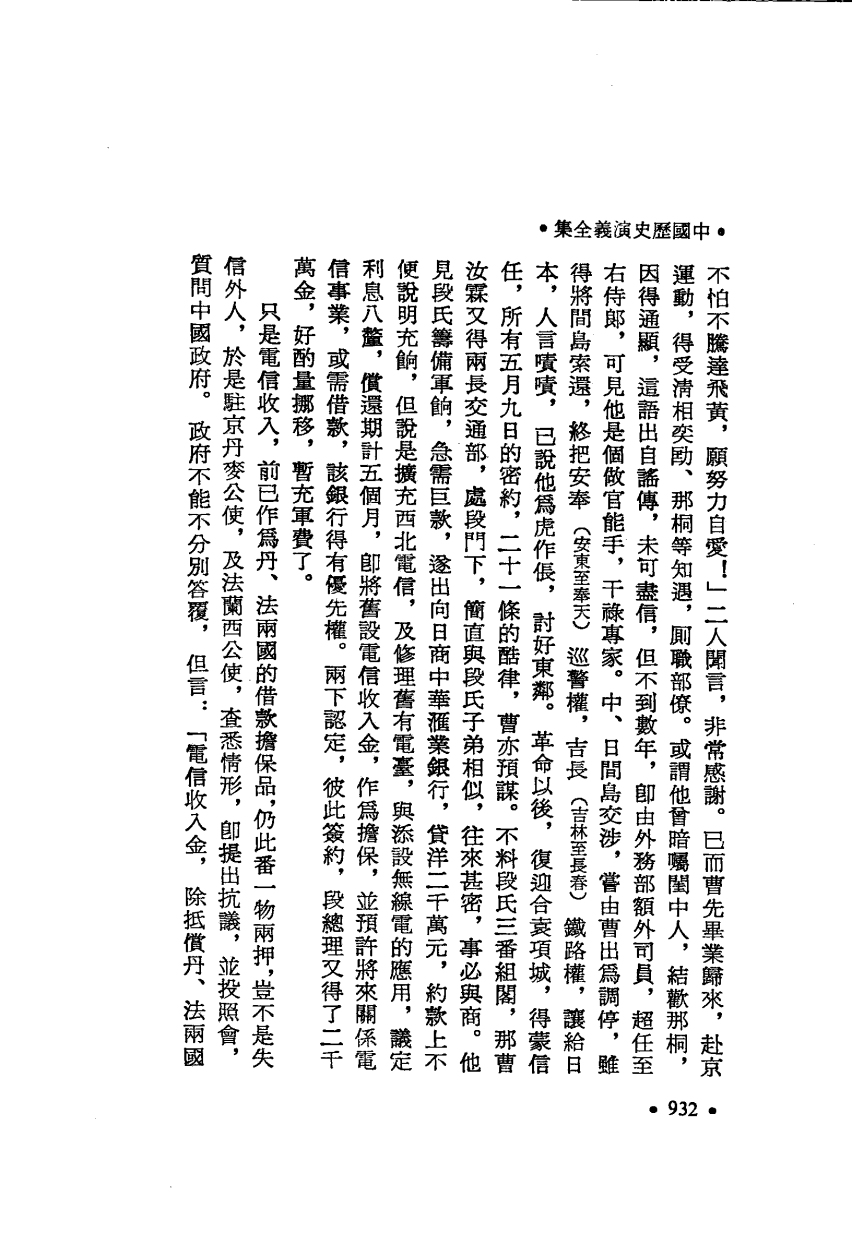 •中國歷史演義全集•
不怕不騰達飛黃，願努力自愛！」二人聞言，非常感謝。已而曹先畢業歸來，赴京
運動，得受清相奕劻、那桐等知遇，厠職部僚。或謂他曾暗囑閨中人，結歡那桐，
因得通顯，這語出自謠傳，未可盡信，但不到數年，卽由外務部額外司員，超任至
右侍郞，可見他是個做官能手，干祿專家。中、日間島交涉，嘗由曹出爲調停，雖
得將間島索還，終把安奉（安東至奉天）巡警權，吉長（吉林至長春）鐵路權，讓給日
本，人言嘖嘖，已說他爲虎作倀，討好東鄰。革命以後，復迎合袁項城，得蒙信
任，所有五月九日的密約，二十一條的酷律，曹亦預謀。不料段氏三番組閣，那曹
汝霖又得兩長交通部，處段門下，簡直與段氏子弟相似，往來甚密，事必與商。他
見段氏籌備軍餉，急需巨款，遂出向日商中華滙業銀行，貸洋二千萬元，約款上不
便說明充餉，但說是擴充西北電信，及修理舊有電臺，與添設無線電的應用，議定
利息八釐，償還期計五個月，卽將舊設電信收入金，作爲擔保，並預許將來關係電
信事業，或需借款，該銀行得有優先權。兩下認定，彼此簽約，段總理又得了二千
萬金，好酌量挪移，暫充軍費了。
只是電信收入，前已作爲丹、法兩國的借款擔保品，仍此番一物兩押，豈不是失
信外人，於是駐京丹麥公使，及法蘭西公使，查悉情形，卽提出抗議，並投照會，
質問中國政府。政府不能不分別答覆，但言：「電信收入金，除抵償丹、法兩國
•932•